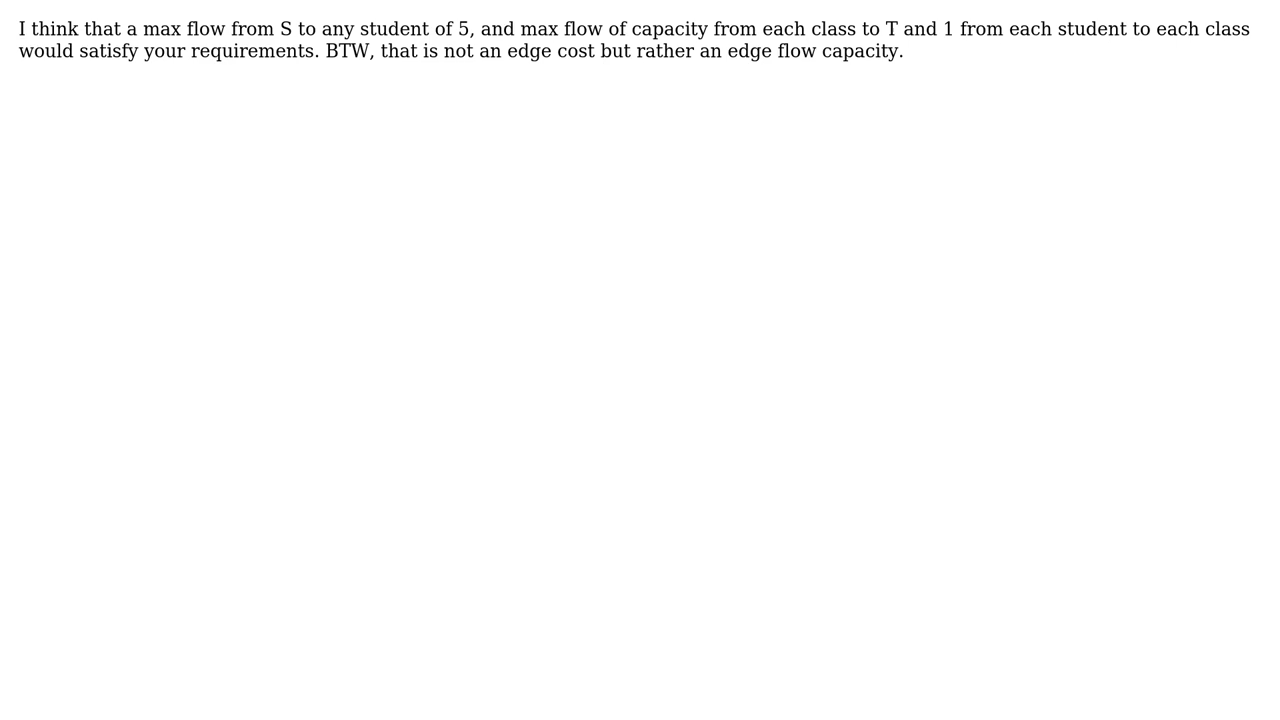 I think that a max flow from S to any student of 5, and max flow of capacity from each class to T and 1 from each student to each class
would satisfy your requirements. BTW, that is not an edge cost but rather an edge flow capacity.